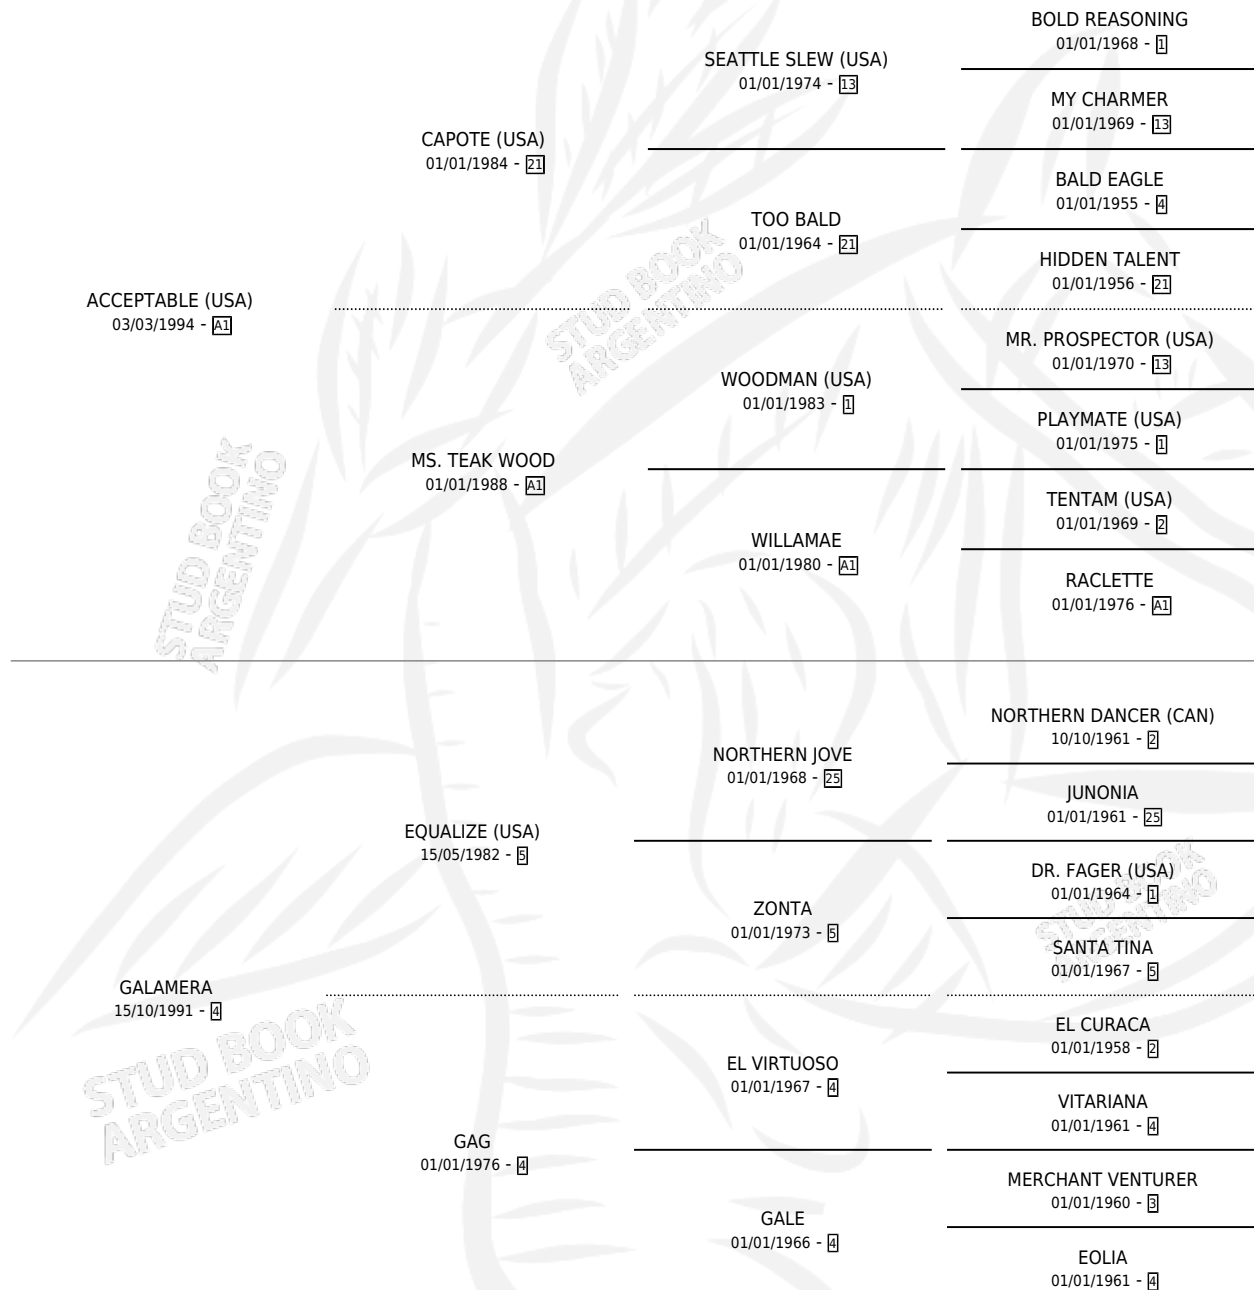 BOLD REASONING
01/01/1968 - 1
SEATTLE SLEW (USA)
01/01/1974 - 13
MY CHARMER
01/01/1969 - 13
CAPOTE (USA)
01/01/1984 - 21
BALD EAGLE
01/01/1955 - 4
TOO BALD
01/01/1964 - 21
HIDDEN TALENT
01/01/1956 - 21
ACCEPTABLE (USA)
03/03/1994 - A1
MR. PROSPECTOR (USA)
01/01/1970 - 13
WOODMAN (USA)
01/01/1983 - 1
PLAYMATE (USA)
01/01/1975 - 1
MS. TEAK WOOD
01/01/1988 - A1
TENTAM (USA)
01/01/1969 - 2
WILLAMAE
01/01/1980 - A1
RACLETTE
01/01/1976 - A1
NORTHERN DANCER (CAN)
10/10/1961 - 2
NORTHERN JOVE
01/01/1968 - 25
JUNONIA
01/01/1961 - 25
EQUALIZE (USA)
15/05/1982 - 5
DR. FAGER (USA)
01/01/1964 - 1
ZONTA
01/01/1973 - 5
SANTA TINA
01/01/1967 - 5
GALAMERA
15/10/1991 - 4
EL CURACA
01/01/1958 - 2
EL VIRTUOSO
01/01/1967 - 4
VITARIANA
01/01/1961 - 4
GAG
01/01/1976 - 4
MERCHANT VENTURER
01/01/1960 - 3
GALE
01/01/1966 - 4
EOLIA
01/01/1961 - 4
STUD BOOK
ARGENTINO
STUD BOOK
ARGENTINO
STUD BOOK
ARGENTINO
STUD BOOK
ARGENTINO